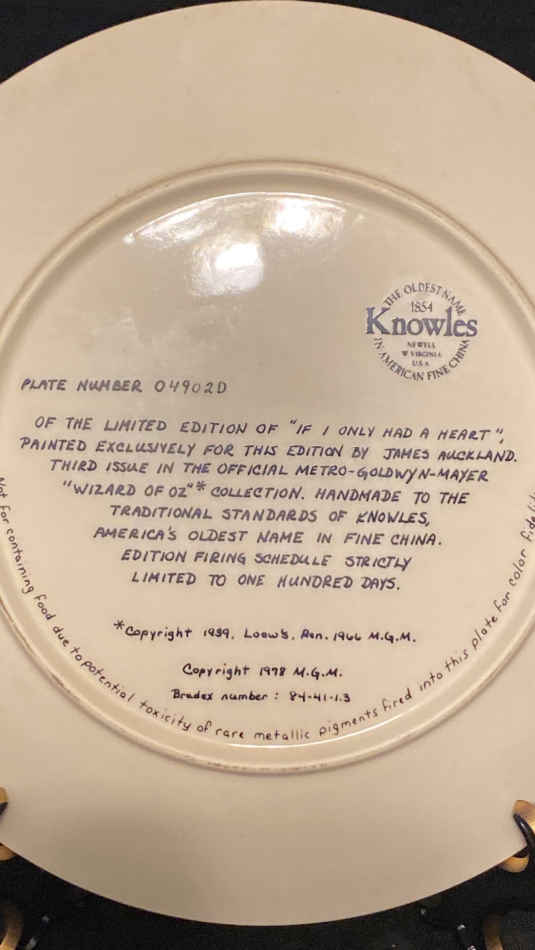 THE OLDEST NAME
1854
Knowles
NEWELL
W VIRGINIA
U.S.A
IN AMERICAN FINE CHINA
PLATE NUMBER 04902D
OF THE LIMITED EDITION OF "IF I ONLY HAD A HEART",
PAINTED EXCLUSIVELY FOR THIS EDITION BY JAMES AUCKLAND.
THIRD ISSUE IN THE OFFICIAL METRO-GOLDWYN-MAYER
"WIZARD OF OZ"* COLLECTION. HANDMADE TO THE
TRADITIONAL STANDARDS OF KNOWLES,
AMERICA'S OLDEST NAME IN FINE CHINA.
EDITION FIRING SCHEDULE STRICTLY
LIMITED TO ONE HUNDRED DAYS.
*Copyright 1939, Loew's, Ren. 1966 M.G.M.
Copyright 1978 M.G.M.
Bradex number: 84-41-1.3
Not for containing food due to potential toxicity of rare metallic pigments fired into this plate for color